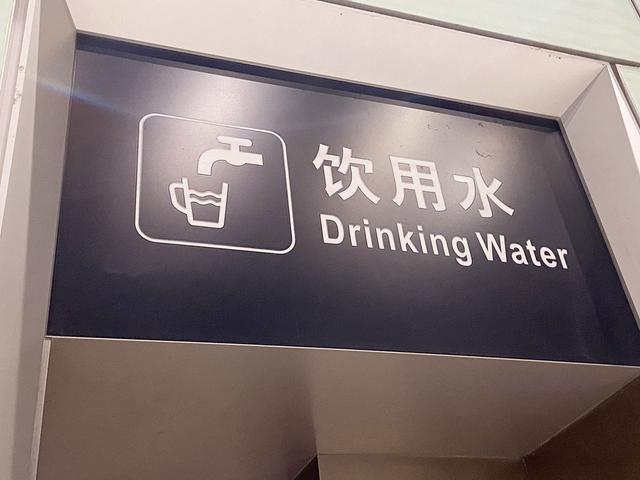 饮用水
Drinking Water